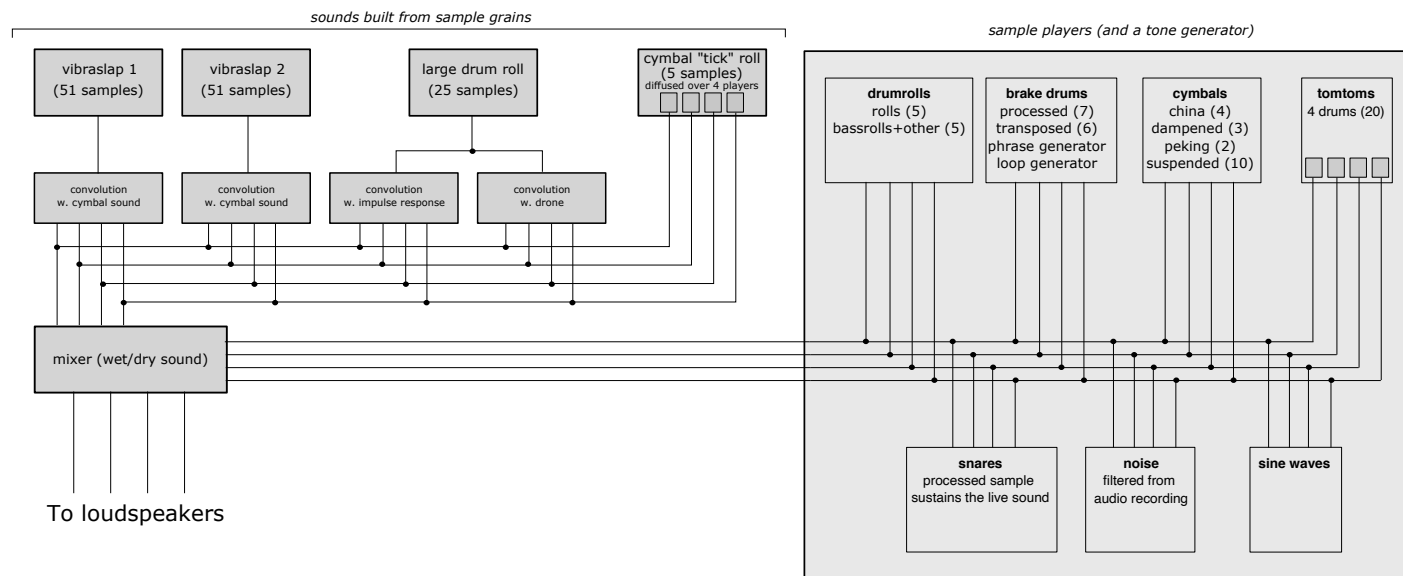 sounds built from sample grains
sample players (and a tone generator)
vibraslap 1
(51 samples)
vibraslap 2
(51 samples)
large drum roll
(25 samples)
cymbal "tick" roll
(5 samples)
diffused over 4 players
drumrolls
rolls (5)
bassrolls+other (5)
brake drums
processed (7)
transposed (6)
phrase generator
loop generator
cymbals
china (4)
dampened (3)
peking (2)
suspended (10)
tomtoms
4 drums (20)
convolution
w. cymbal sound
convolution
w. cymbal sound
convolution
w. impulse response
convolution
w. drone
mixer (wet/dry sound)
snares
processed sample
sustains the live sound
noise
filtered from
audio recording
sine waves
To loudspeakers